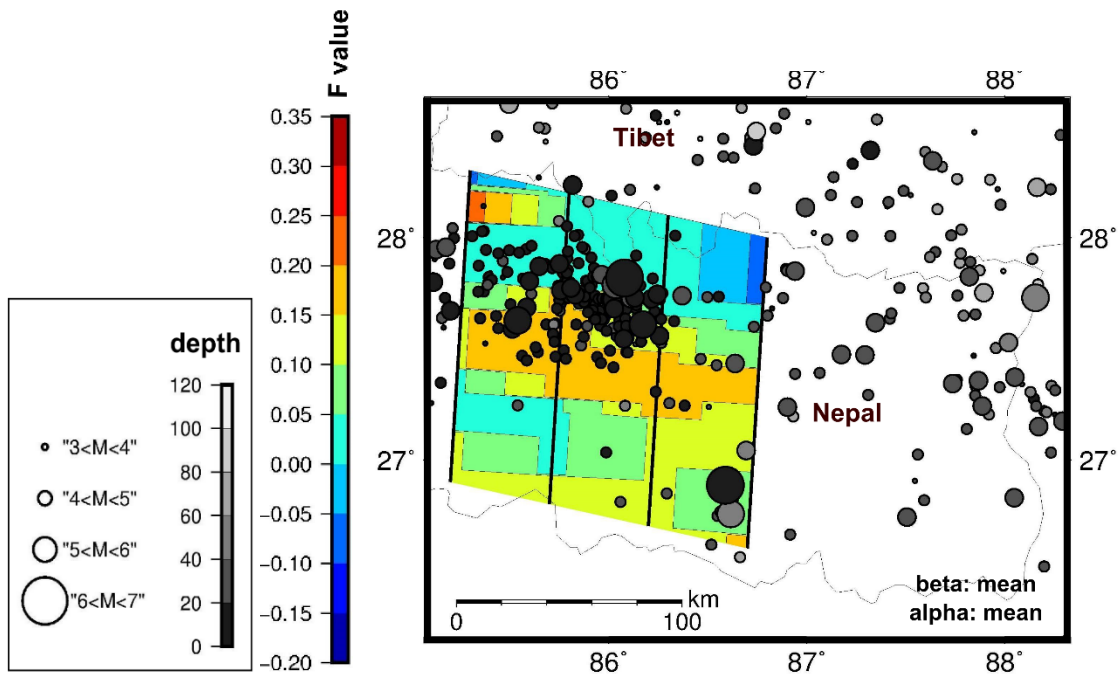 F value
0.35
0.30
0.25
0.20
0.15
0.10
0.05
0.00
−0.05
−0.10
−0.15
−0.20
depth
120
100
80
60
40
20
0
"3<M<4"
"4<M<5"
"5<M<6"
"6<M<7"
86° 87° 88°
28° 28°
27° 27°
86° 87° 88°
Tibet
Nepal
km
0 100
beta: mean
alpha: mean